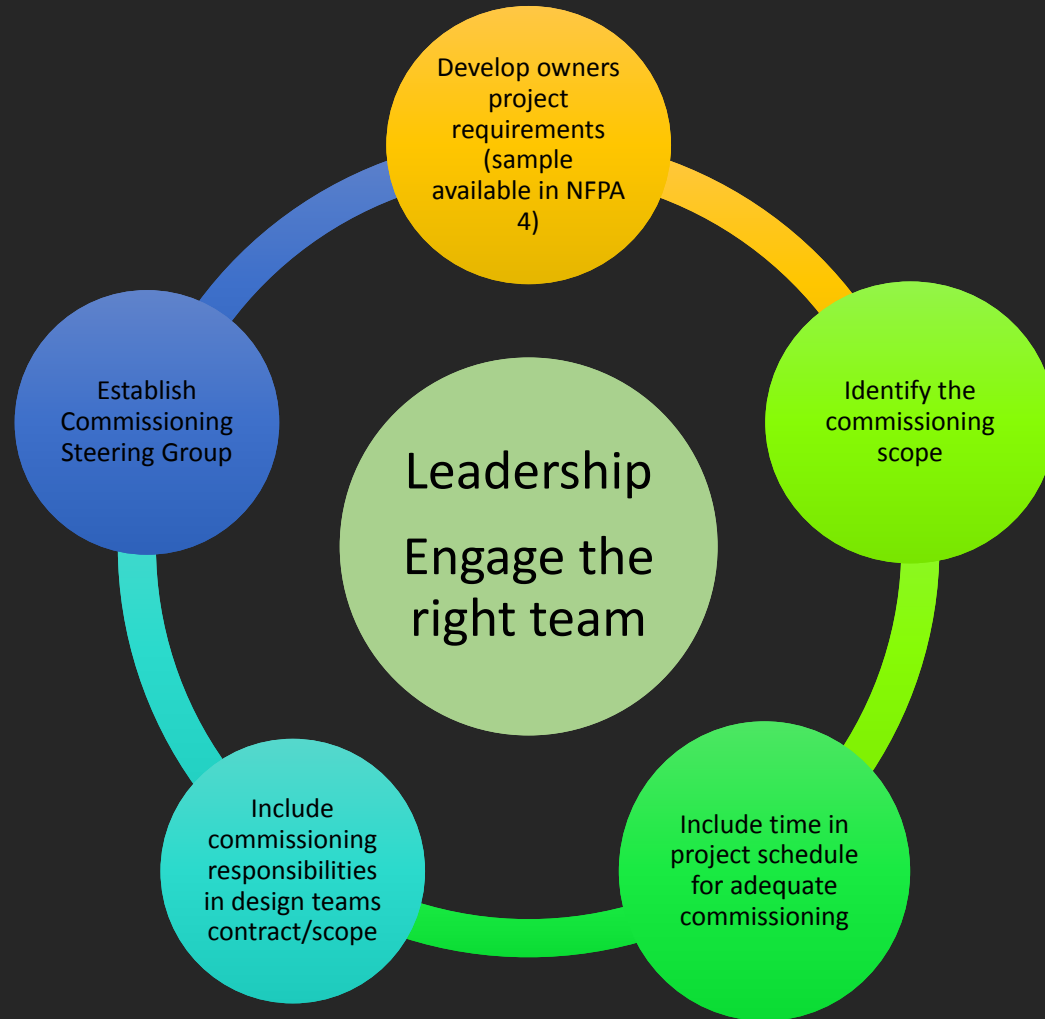 Develop owners
project
requirements
(sample
available in NFPA
4)
Identify the
commissioning
scope
Include time in
project schedule
for adequate
commissioning
Include
commissioning
responsibilities
in design teams
contract/scope
Establish
Commissioning
Steering Group
Leadership
Engage the
right team